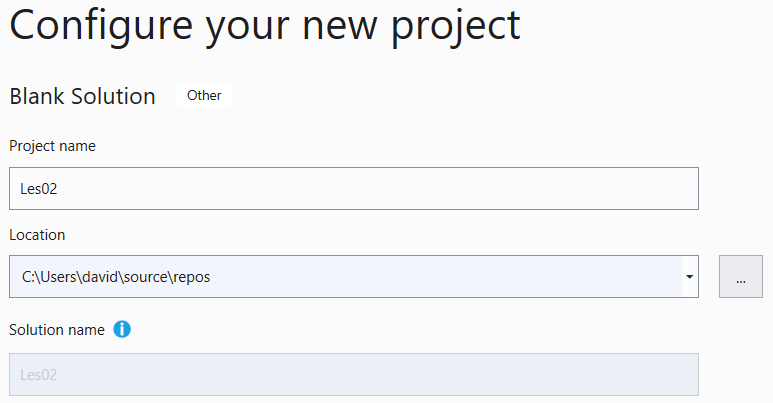 Configure your new project
Blank Solution Other
Project name
Les02
Location
C:\Users\david\source\repos
...
Solution name i
Les02